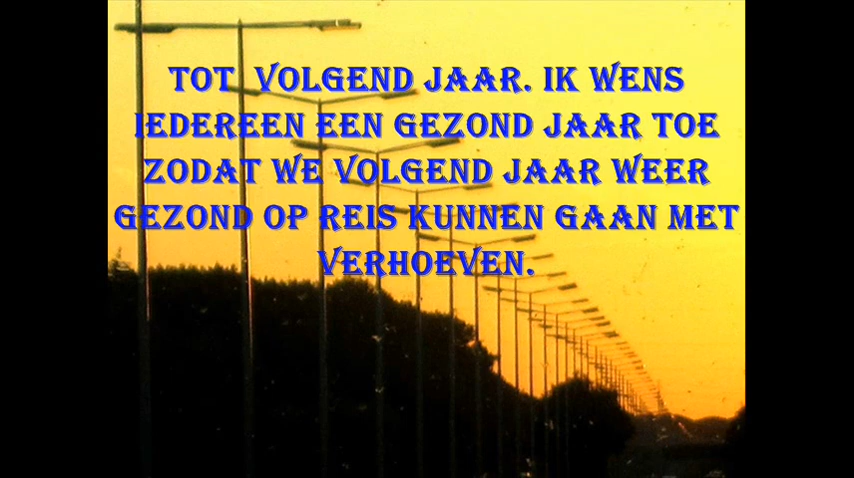 TOT VOLGEND JAAR. IK WENS
IEDEREEN EEN GEZOND JAAR TOE
ZODAT WE VOLGEND JAAR WEER
GEZOND OP REIS KUNNEN GAAN MET
VERHOEVEN.